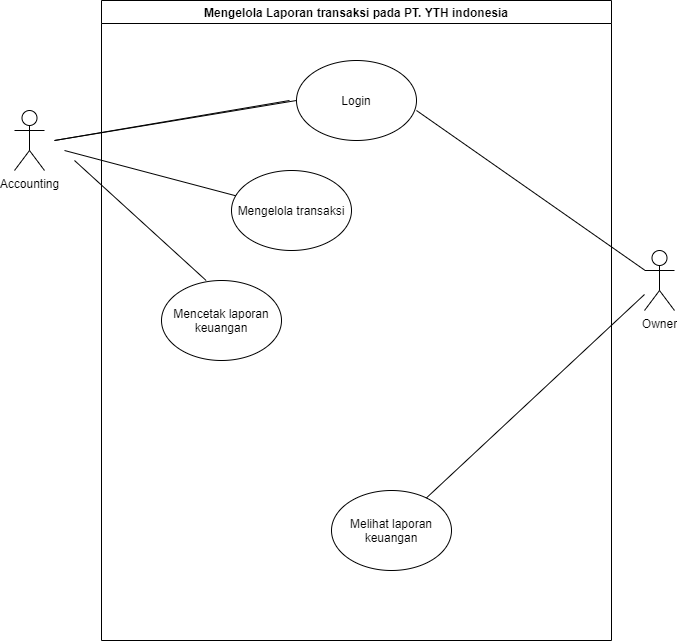 Mengelola Laporan transaksi pada PT. YTH indonesia
Login
Accounting
Mengelola transaksi
Mencetak laporan
keuangan
Owner
Melihat laporan
keuangan